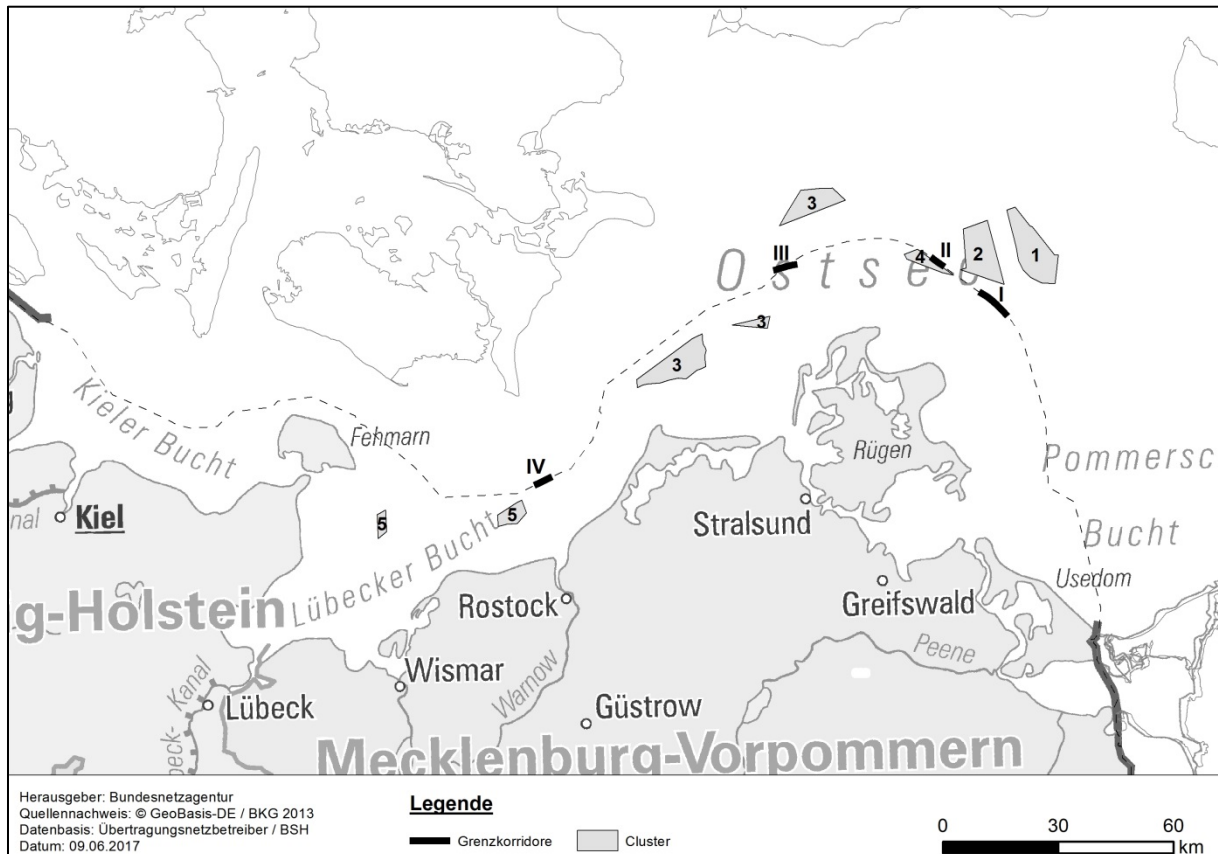 3
III
O s t s e e
4
II
2
1
I
3
3
Kieler Bucht
Fehmarn
IV
Rügen
Pommersc
Bucht
Kiel
5
5
Stralsund
Lübecker Bucht
Usedom
g-Holstein
Rostock
Greifswald
Peene
Wismar
Warnow
Kanal
Lübeck
Güstrow
Mecklenburg-Vorpommern
Herausgeber: Bundesnetzagentur
Quellennachweis: © GeoBasis-DE / BKG 2013
Datenbasis: Übertragungsnetzbetreiber / BSH
Datum: 09.06.2017
Legende
Grenzkorridore
Cluster
0 30 60
km